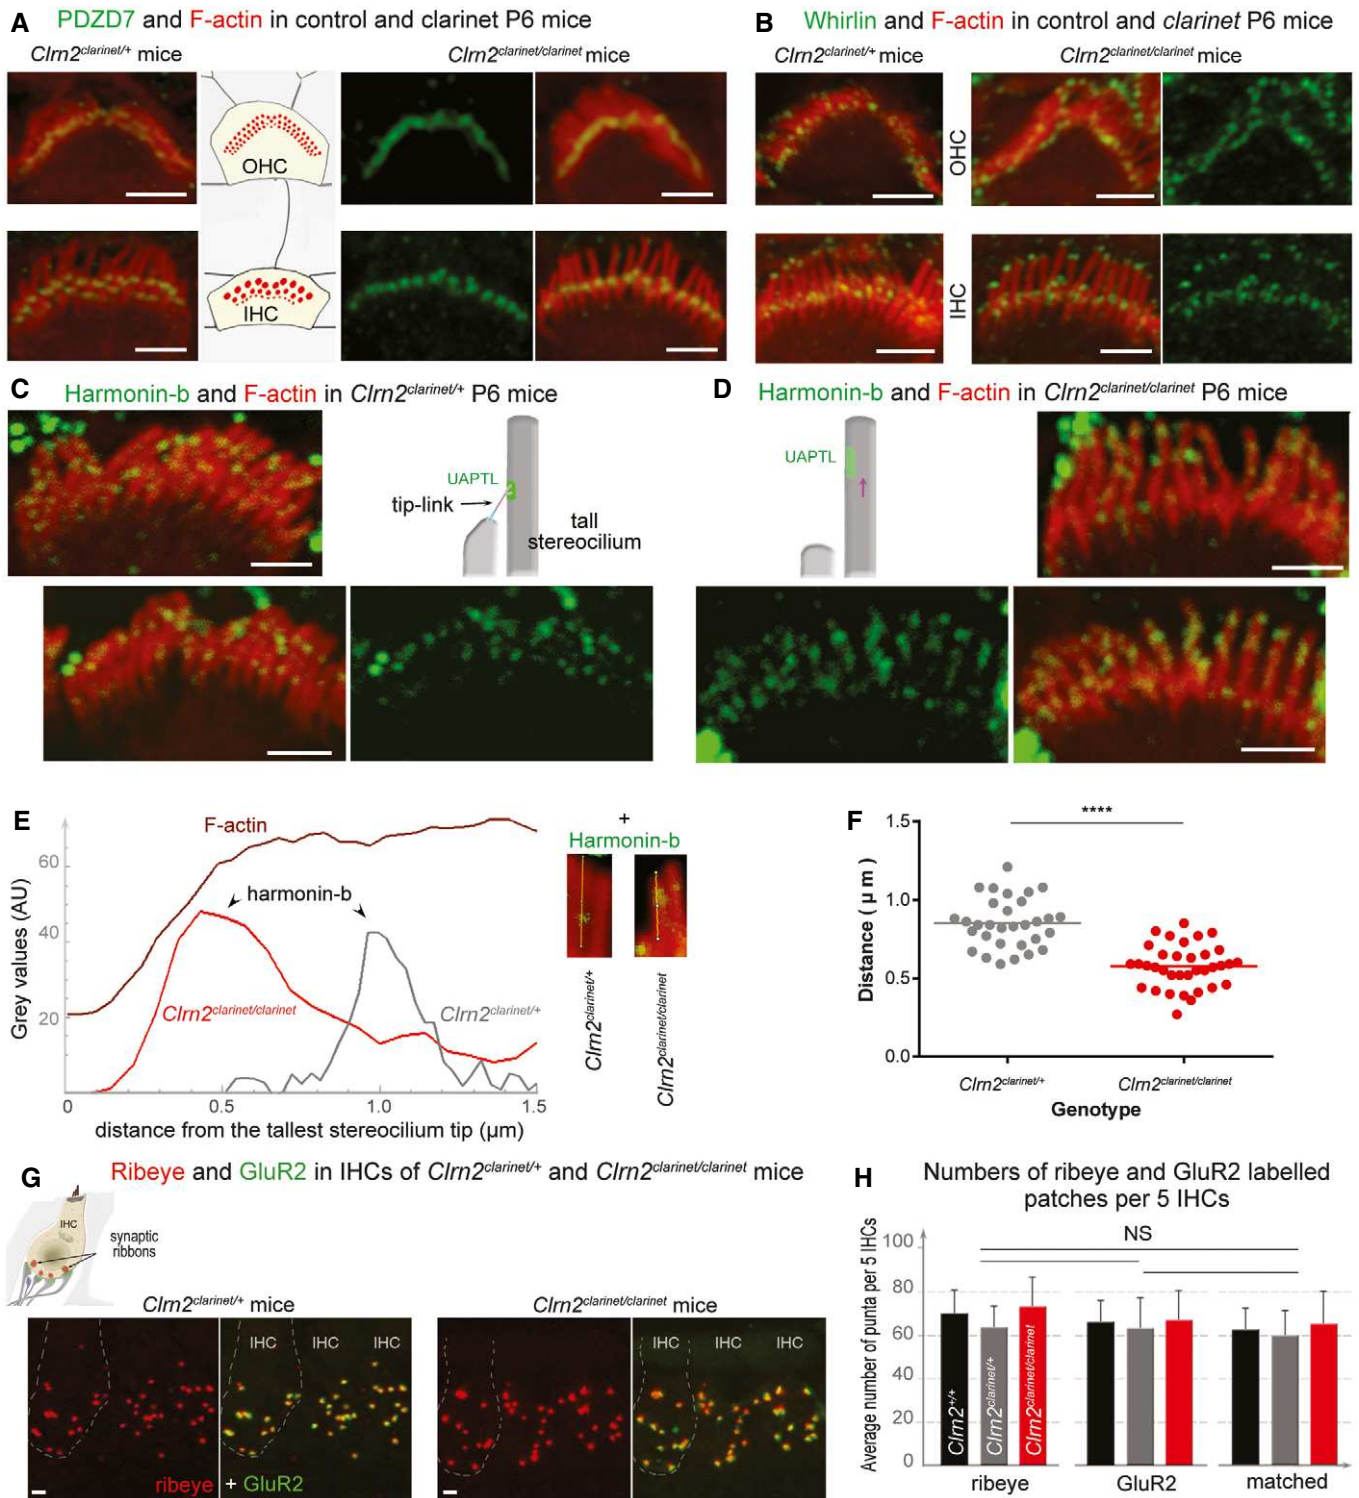 A PDZD7 and F-actin in control and clarinet P6 mice
Clrn2clarinet/+ mice
Clrn2clarinet/clarinet mice
OHC
IHC
B Whirlin and F-actin in control and clarinet P6 mice
Clrn2clarinet/+ mice
Clrn2clarinet/clarinet mice
OHC
IHC
C Harmonin-b and F-actin in Clrn2clarinet/+ P6 mice
UAPTL
tip-link
tall
stereocilium
D Harmonin-b and F-actin in Clrn2clarinet/clarinet P6 mice
UAPTL
E
F-actin
harmonin-b
Clrn2clarinet/clarinet
Clrn2clarinet/+
Grey values (AU)
60
40
20
0 0.5 1.0 1.5
distance from the tallest stereocilium tip (µm)
+
Harmonin-b
Clrn2clarinet/+
Clrn2clarinet/clarinet
F
****
Distance ( µ m )
1.5
1.0
0.5
0.0
Clrn2clarinet/+ Clrn2clarinet/clarinet
Genotype
G Ribeye and GluR2 in IHCs of Clrn2clarinet/+ and Clrn2clarinet/clarinet mice
IHC
synaptic
ribbons
Clrn2clarinet/+ mice
Clrn2clarinet/clarinet mice
IHC IHC IHC
IHC IHC IHC
ribeye + GluR2
H Numbers of ribeye and GluR2 labelled
patches per 5 IHCs
NS
Average number of punta per 5 IHCs
100
80
60
40
20
0
Clrn2+/+
Clrn2clarinet/+
Clrn2clarinet/clarinet
ribeye GluR2 matched